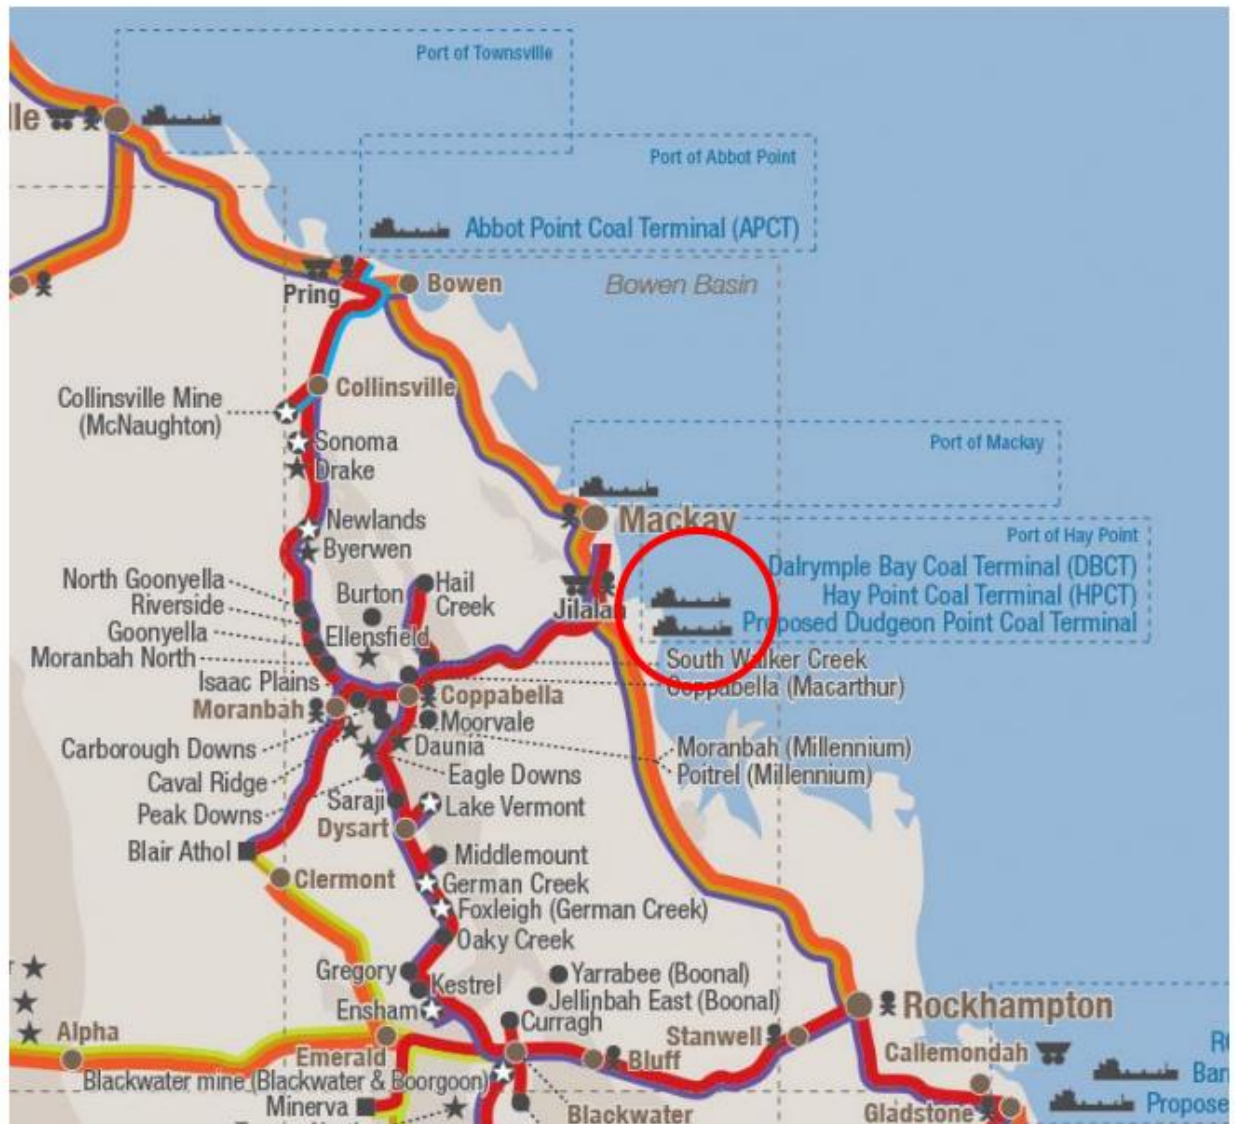 Port of Townsville
lle
Port of Abbot Point
Abbot Point Coal Terminal (APCT)
Bowen Basin
Pring
Bowen
Collinsville Mine
(McNaughton)
Collinsville
Sonoma
Drake
Port of Mackay
Newlands
Byerwen
Mackay
Port of Hay Point
Dalrymple Bay Coal Terminal (DBCT)
Hay Point Coal Terminal (HPCT)
Proposed Dudgeon Point Coal Terminal
North Goonyella
Riverside
Goonyella
Moranbah North
Burton
Hail
Creek
Jilalan
Ellensfield
Isaac Plains
Moranbah
Coppabella
South Walker Creek
Coppabella (Macarthur)
Moorvale
Carborough Downs
Daunia
Moranbah (Millennium)
Poitrel (Millennium)
Caval Ridge
Eagle Downs
Peak Downs
Saraji
Lake Vermont
Dysart
Blair Athol
Middlemount
Clermont
German Creek
Foxleigh (German Creek)
Oaky Creek
r
Gregory
Kestrel
Yarrabee (Boonal)
Jellinbah East (Boonal)
Ensham
Curragh
Rockhampton
Alpha
Emerald
Stanwell
Bluff
Callemondah
Blackwater mine (Blackwater & Boorgoon)
Minerva
Blackwater
Gladstone
Ban
Propose